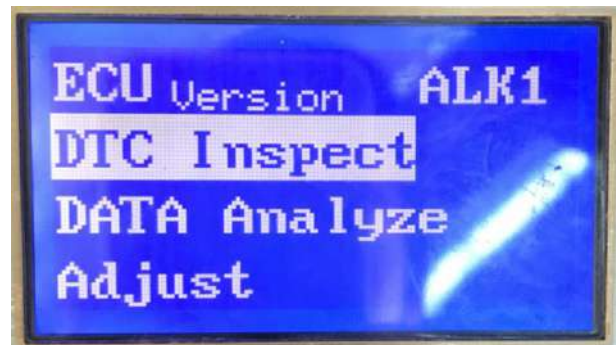 ECU Version ALK1
DTC Inspect
DATA Analyze
Adjust